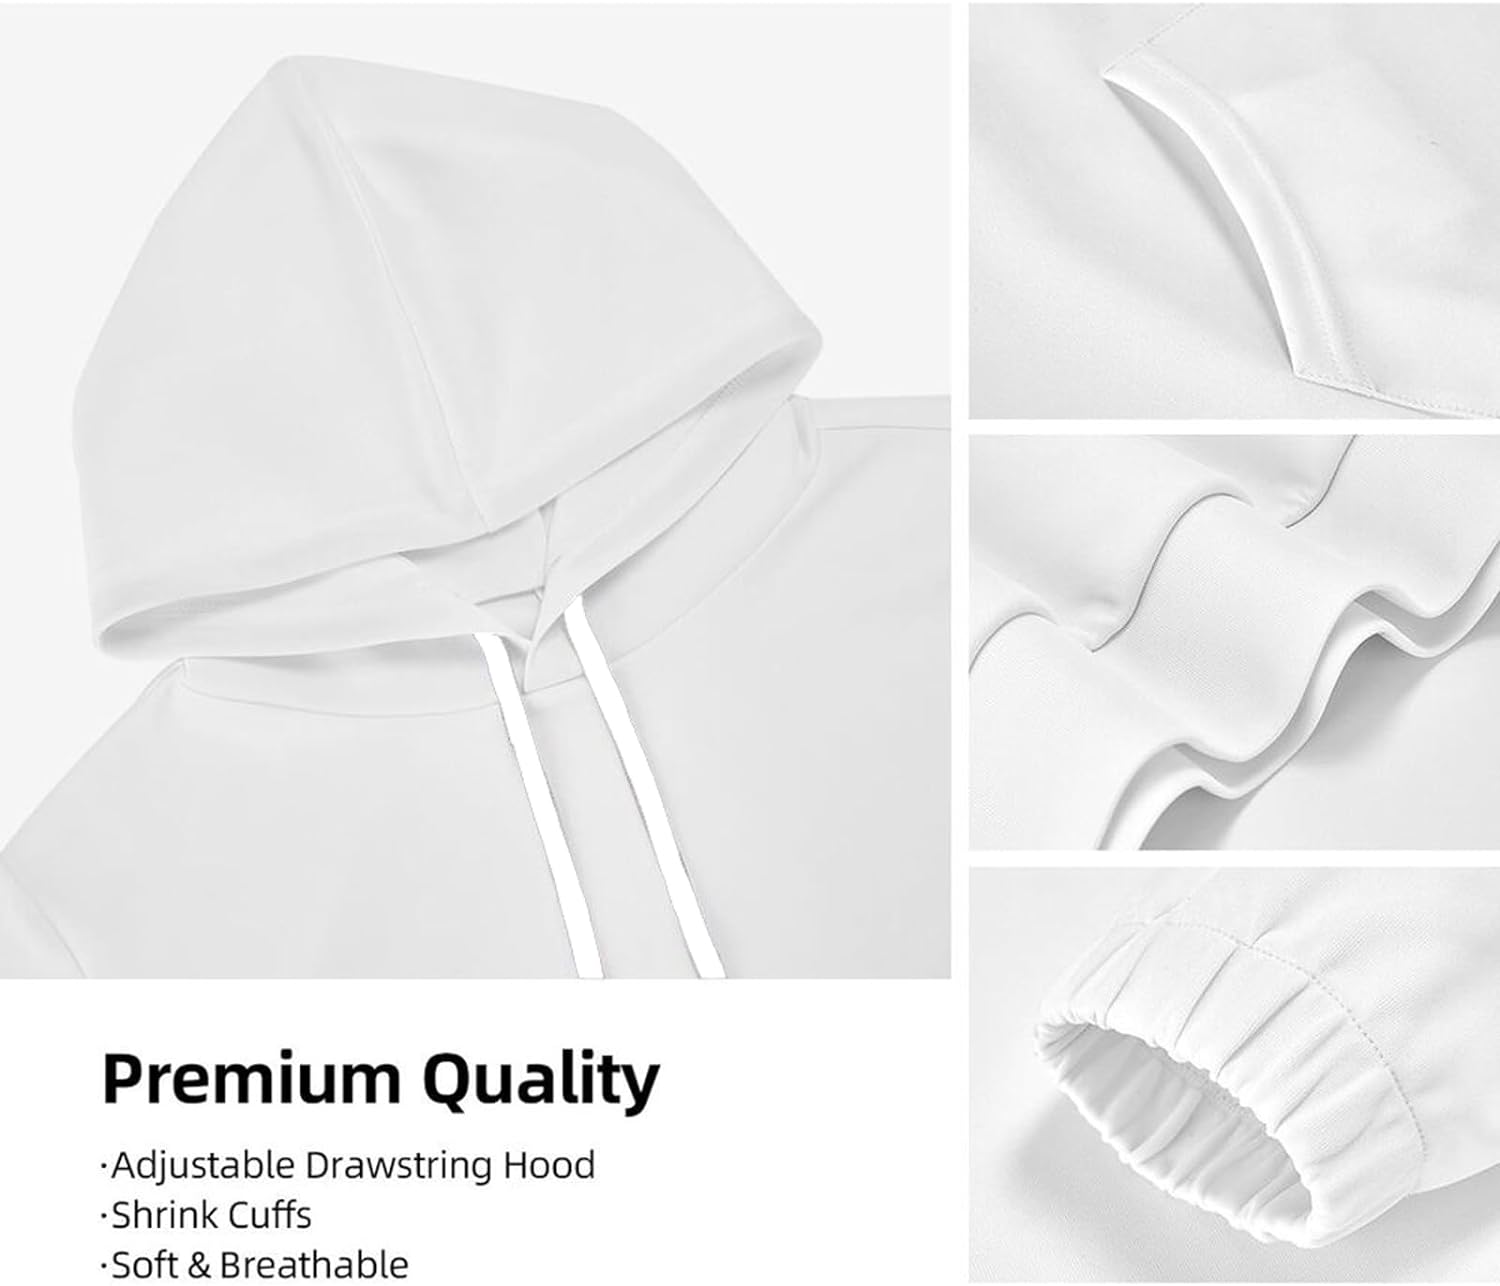 Premium Quality
·Adjustable Drawstring Hood
·Shrink Cuffs
·Soft & Breathable